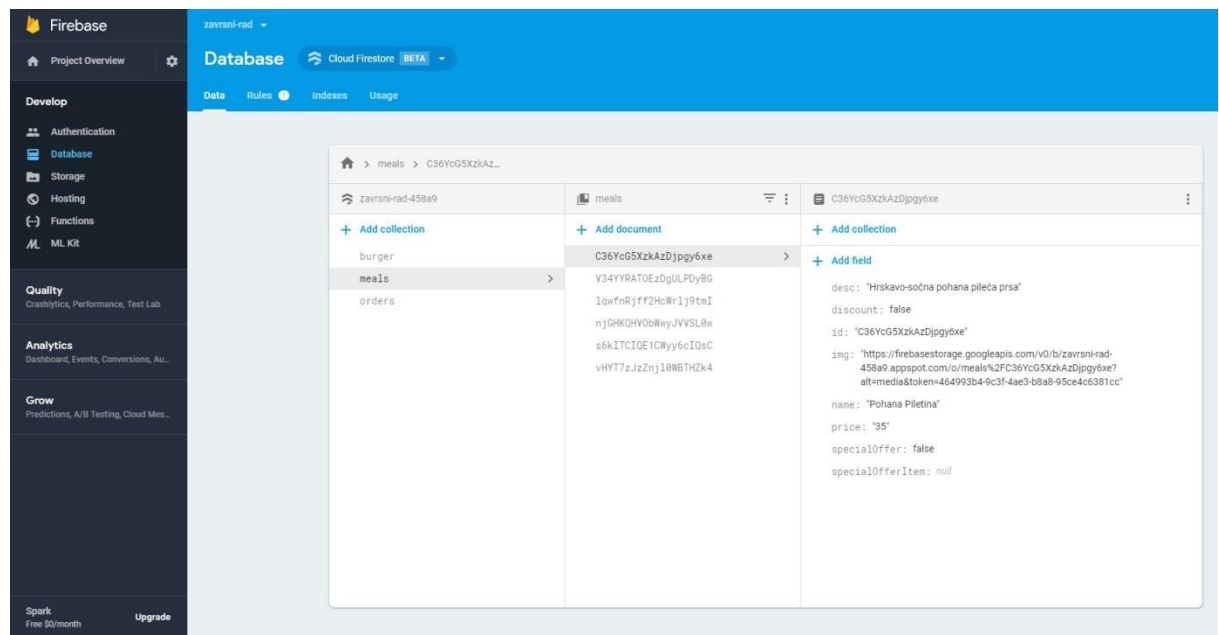 Firebase
Project Overview
Develop
Authentication
Database
Storage
Hosting
Functions
ML Kit
Quality
Crashlytics, Performance, Test Lab
Analytics
Dashboard, Events, Conversions, Au...
Grow
Predictions, A/B Testing, Cloud Mes...
Spark
Free $0/month
Upgrade
zavrsni-rad
Database
Cloud Firestore BETA
Data Rules Indexes Usage
meals > C36YcG5XzkAz...
zavrsni-rad-458a9
Add collection
burger
meals
orders
meals
Add document
C36YcG5XzkAzDjpgy6xe
V34YYRATOEzDgULPDyBG
lqwfnRjff2HcWrlj9tmI
njGHKQHVObWwyJVVSL0w
s6kITCIQE1CWyy6cIQsC
vHYT7zJzZnjl0WBTHZk4
C36YcG5XzkAzDjpgy6xe
Add collection
Add field
desc: "Hrskavo-sočna pohana pileća prsa"
discount: false
id: "C36YcG5XzkAzDjpgy6xe"
img: "https://firebasestorage.googleapis.com/v0/b/zavrsni-rad-
458a9.appspot.com/o/meals%2FC36YcG5XzkAzDjpgy6xe?
alt=media&token=464993b4-9c3f-4ae3-b8a8-95ce4c6381cc"
name: "Pohana Piletina"
price: "35"
specialOffer: false
specialOfferItem: null